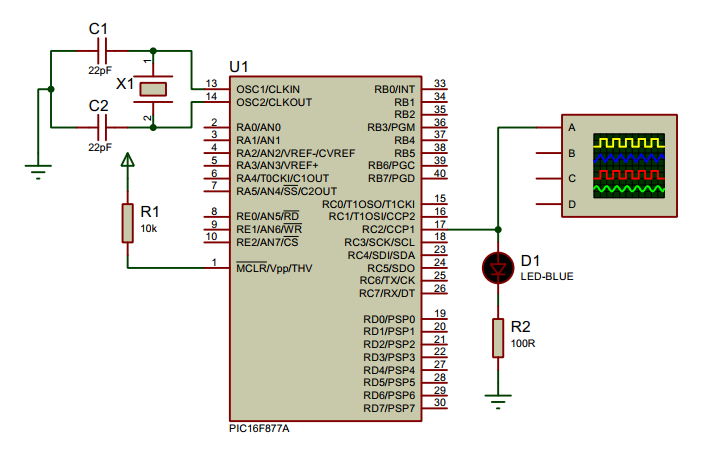 C1
22pF
X1
1
2
C2
22pF
R1
10k
U1
13 OSC1/CLKIN
14 OSC2/CLKOUT
2 RA0/AN0
3 RA1/AN1
4 RA2/AN2/VREF-/CVREF
5 RA3/AN3/VREF+
6 RA4/T0CKI/C1OUT
7 RA5/AN4/SS/C2OUT
8 RE0/AN5/RD
9 RE1/AN6/WR
10 RE2/AN7/CS
1 MCLR/Vpp/THV
RB0/INT 33
RB1 34
RB2 35
RB3/PGM 36
RB4 37
RB5 38
RB6/PGC 39
RB7/PGD 40
RC0/T1OSO/T1CKI 15
RC1/T1OSI/CCP2 16
RC2/CCP1 17
RC3/SCK/SCL 18
RC4/SDI/SDA 23
RC5/SDO 24
RC6/TX/CK 25
RC7/RX/DT 26
RD0/PSP0 19
RD1/PSP1 20
RD2/PSP2 21
RD3/PSP3 22
RD4/PSP4 27
RD5/PSP5 28
RD6/PSP6 29
RD7/PSP7 30
PIC16F877A
A
B
C
D
D1
LED-BLUE
R2
100R